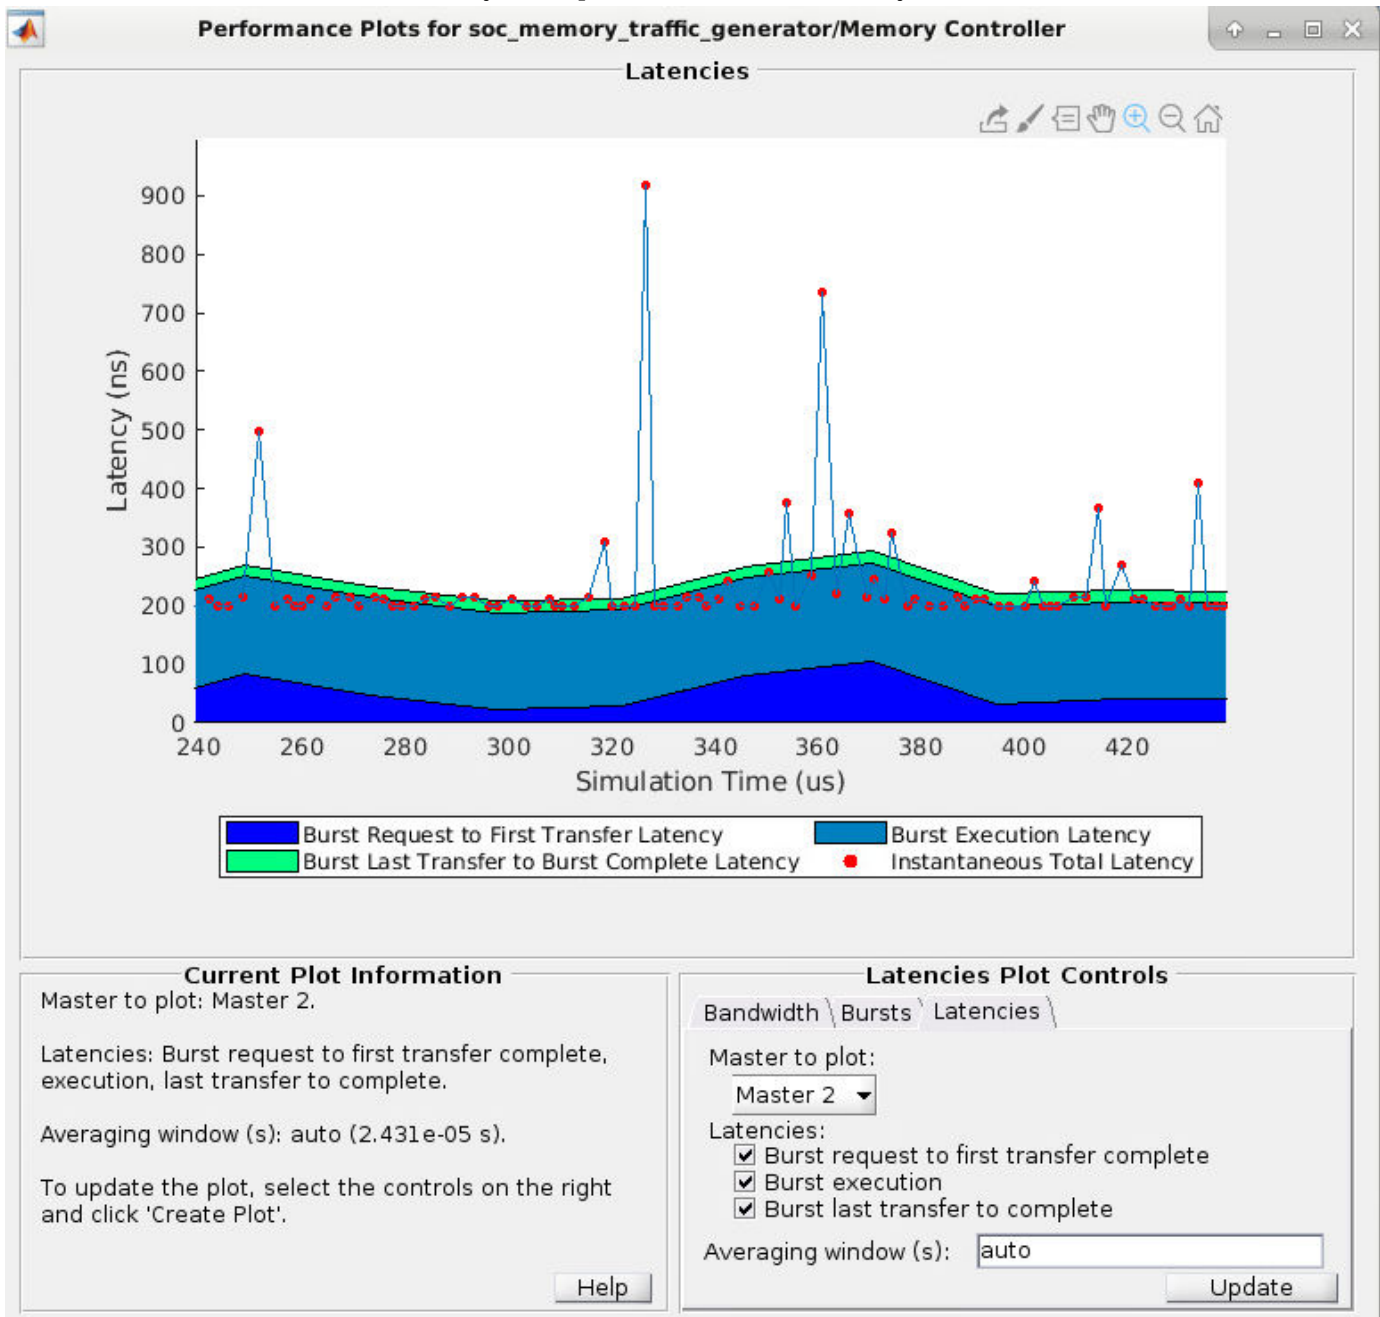 Performance Plots for soc_memory_traffic_generator/Memory Controller
Latencies
900
800
700
600
500
400
300
200
100
0
Latency (ns)
240 260 280 300 320 340 360 380 400 420
Simulation Time (us)
Burst Request to First Transfer Latency Burst Execution Latency
Burst Last Transfer to Burst Complete Latency Instantaneous Total Latency
Current Plot Information
Master to plot: Master 2.
Latencies: Burst request to first transfer complete,
execution, last transfer to complete.
Averaging window (s): auto (2.431e-05 s).
To update the plot, select the controls on the right
and click 'Create Plot'.
Help
Latencies Plot Controls
Bandwidth Bursts Latencies
Master to plot:
Master 2
Latencies:
Burst request to first transfer complete
Burst execution
Burst last transfer to complete
Averaging window (s): auto
Update